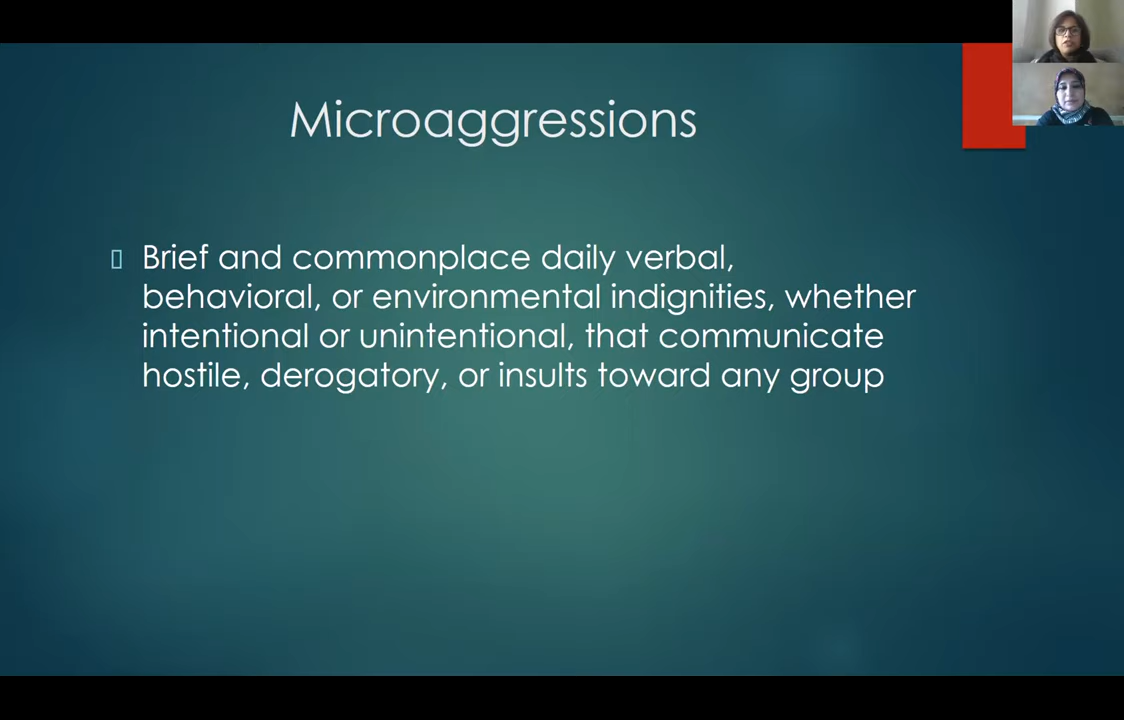 Microaggressions
Brief and commonplace daily verbal,
behavioral, or environmental indignities, whether
intentional or unintentional, that communicate
hostile, derogatory, or insults toward any group